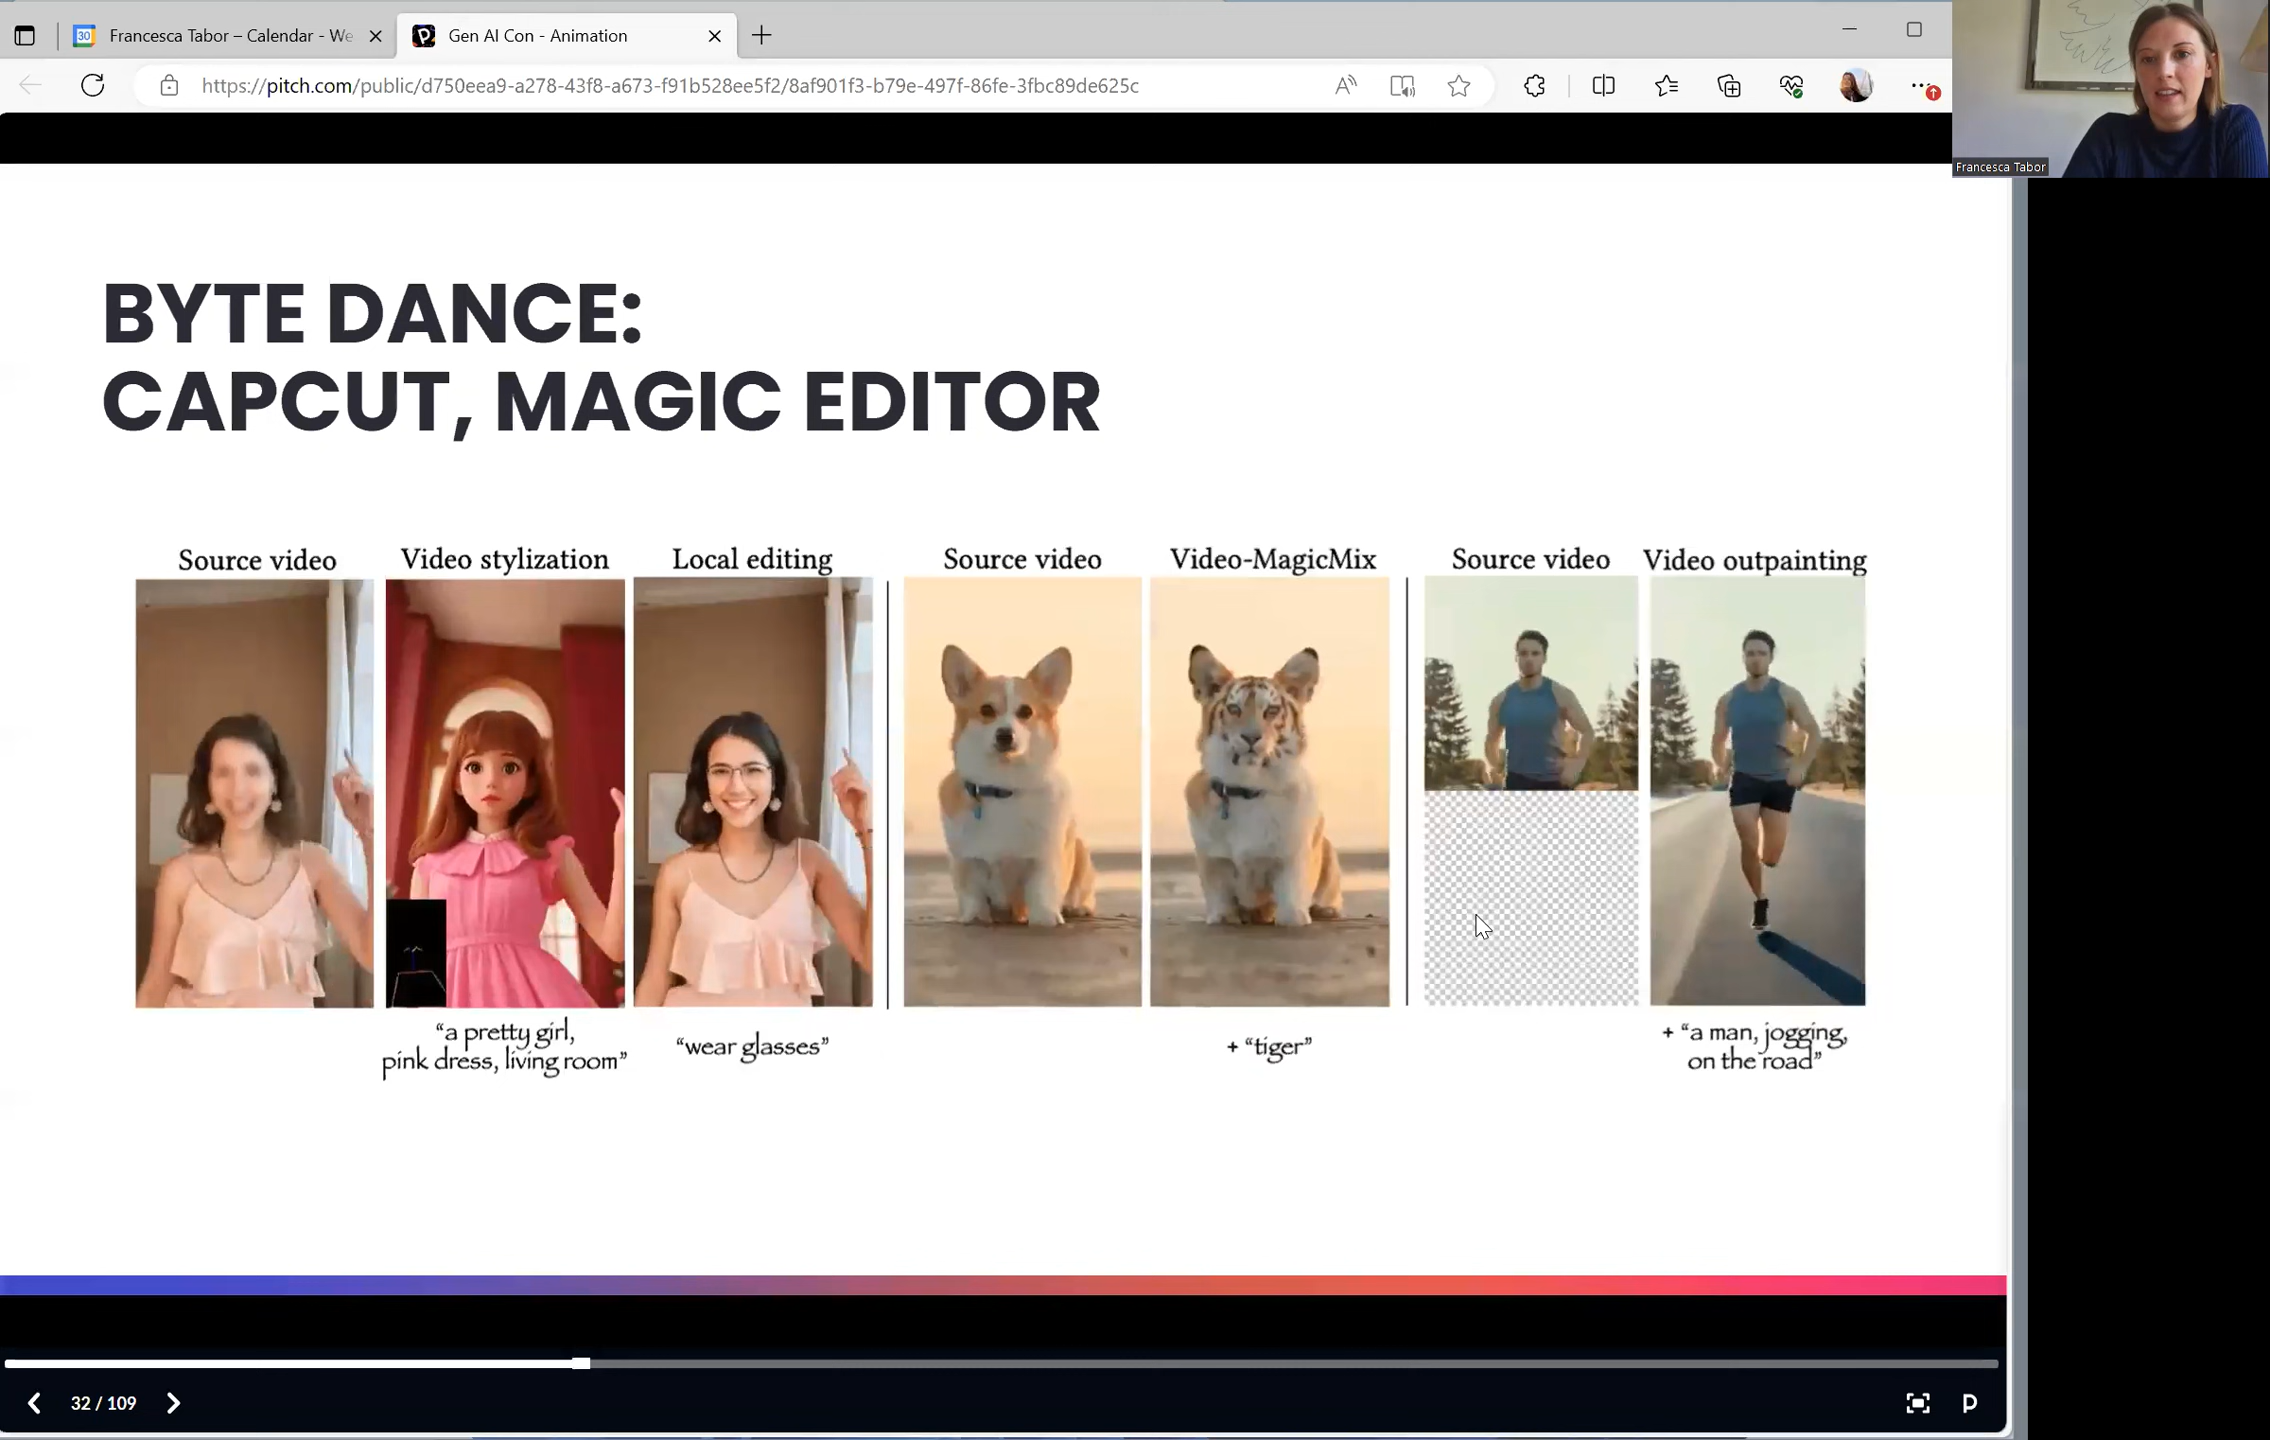 Francesca Tabor – Calendar - We
Gen AI Con - Animation
https://pitch.com/public/d750eea9-a278-43f8-a673-f91b528ee5f2/8af901f3-b79e-497f-86fe-3fbc89de625c
Francesca Tabor
BYTE DANCE:
CAPCUT, MAGIC EDITOR
Source video Video stylization Local editing Source video Video-MagicMix Source video Video outpainting
“a pretty girl,
pink dress, living room”
“wear glasses”
+ “tiger”
+ “a man, jogging,
on the road”
32 / 109